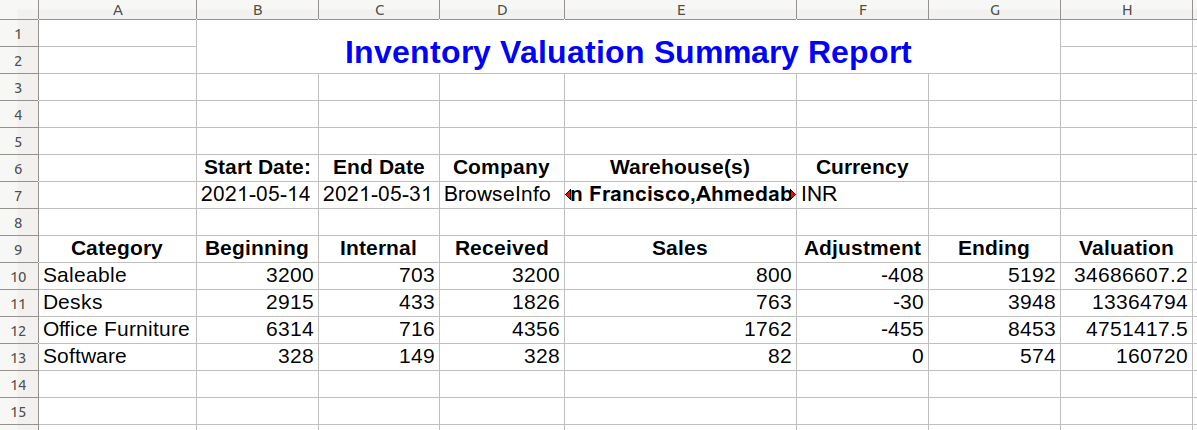 A B C D E F G H
1
2 Inventory Valuation Summary Report
3
4
5
6 Start Date: End Date Company Warehouse(s) Currency
7 2021-05-14 2021-05-31 BrowseInfo n Francisco,Ahmedab INR
8
9 Category Beginning Internal Received Sales Adjustment Ending Valuation
10 Saleable 3200 703 3200 800 -408 5192 34686607.2
11 Desks 2915 433 1826 763 -30 3948 13364794
12 Office Furniture 6314 716 4356 1762 -455 8453 4751417.5
13 Software 328 149 328 82 0 574 160720
14
15